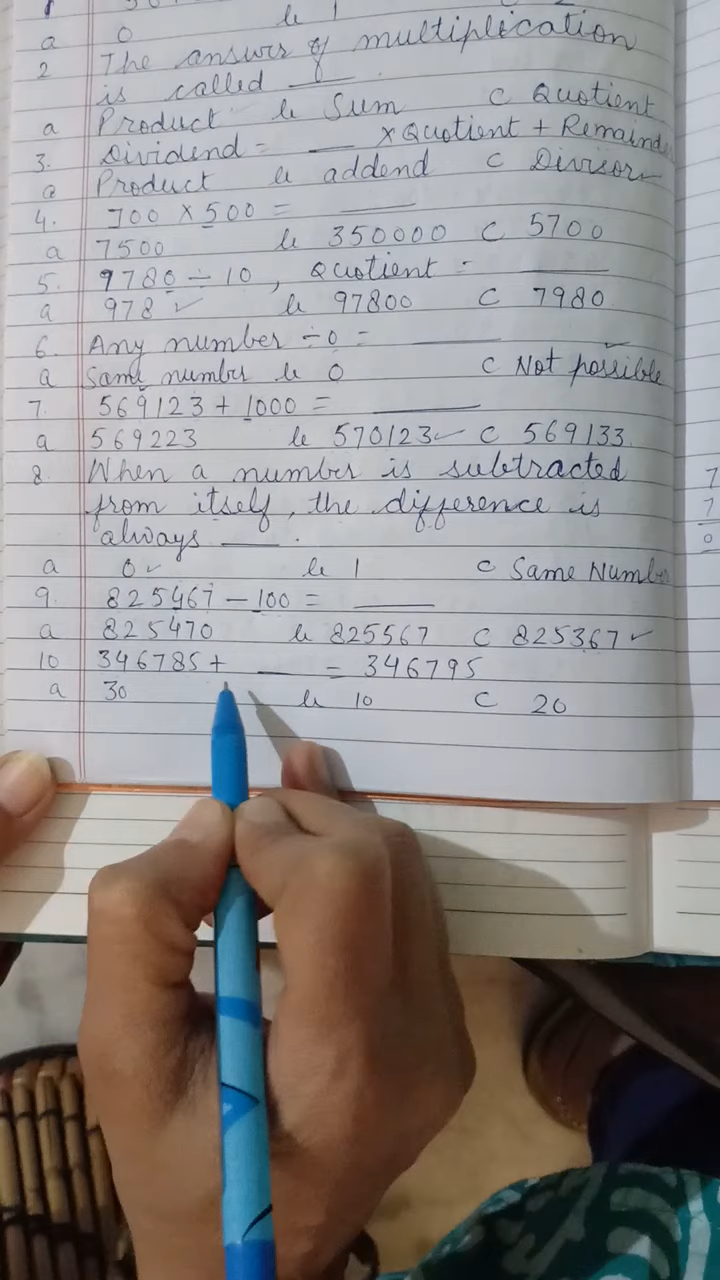 a 0 b 1
2 The answer of multiplication
is called ___.
a Product b Sum c Quotient
3. Dividend = ___ × Quotient +
a Product b addend c Divisor ✓
4. 700 × 500 = ___
a 7500 b 350000 c 5700
5. 9780 ÷ 10, Quotient = ___
a 978 ✓ b 97800 c 7980
6. Any number ÷ 0 = ___
a Same number b 0 c Not possible ✓
7. 569123 + 1000 = ___
a 569223 b 570123 ✓ c 569133
8 When a number is subtracted
from itself, the difference is
always ___.
a 0 ✓ b 1 c Same Number
9. 825467 – 100 = ___
a 825470 b 825567 c 825367 ✓
10 346785 + ___ = 346795
a 30 b 10 c 20
7
7
0